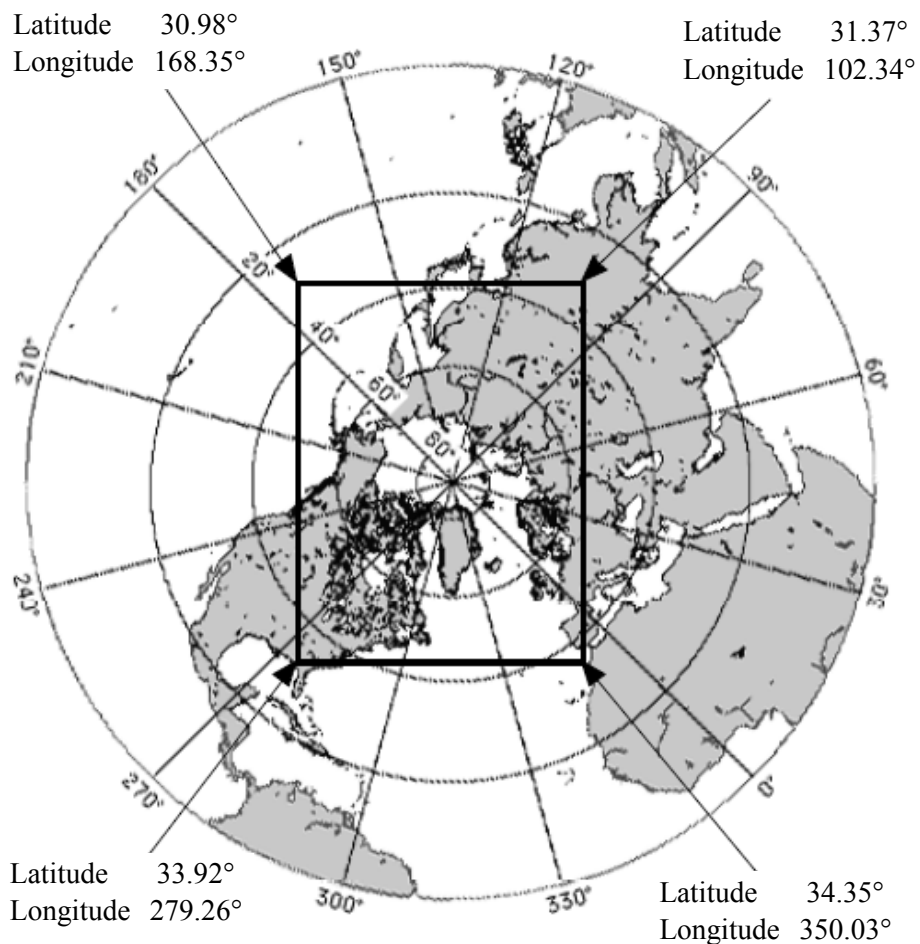 Latitude 30.98°
Longitude 168.35°
Latitude 31.37°
Longitude 102.34°
150°
120°
180°
90°
20°
40°
60°
80°
210°
60°
240°
30°
270°
0°
300°
330°
Latitude 33.92°
Longitude 279.26°
Latitude 34.35°
Longitude 350.03°